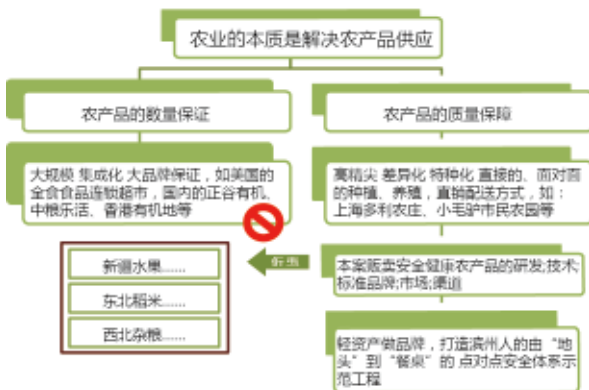 农业的本质是解决农产品供应
农产品的数量保证
农产品的质量保障
大规模 集成化 大品牌保证，如美国的
全食食品连锁超市，国内的正谷有机、
中粮乐活、香港有机地等
高精尖 差异化 特种化 直接的、面对面
的种植、养殖，直销配送方式，如：
上海多利农庄、小毛驴市民农园等
新疆水果……
东北稻米……
西北杂粮……
本案贩卖安全健康农产品的研发;技术;
标准品牌;市场;渠道
轻资产做品牌，打造滨州人的由“地
头”到“餐桌”的 点对点安全体系示
范工程